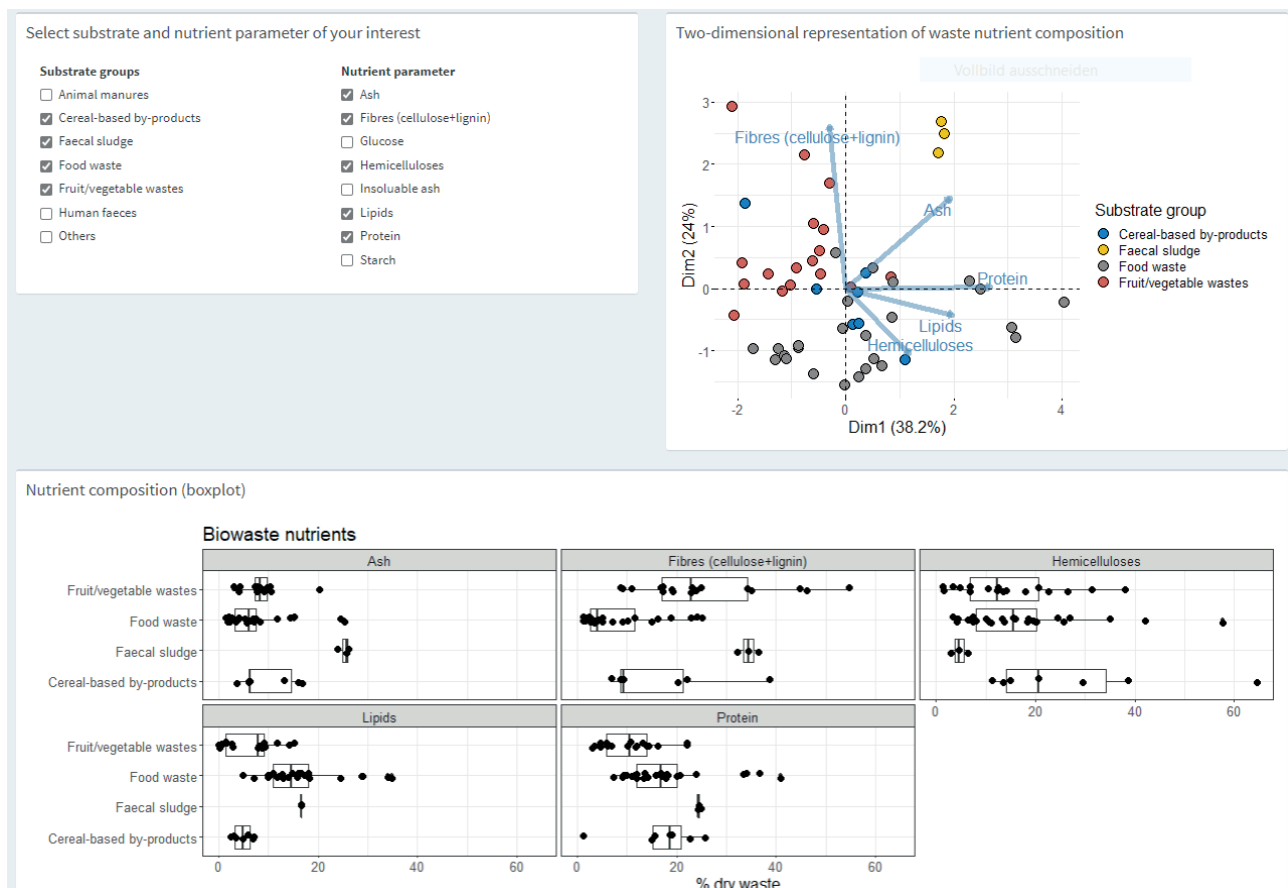 Select substrate and nutrient parameter of your interest
Substrate groups
Animal manures
Cereal-based by-products
Faecal sludge
Food waste
Fruit/vegetable wastes
Human faeces
Others
Nutrient parameter
Ash
Fibres (cellulose+lignin)
Glucose
Hemicelluloses
Insoluable ash
Lipids
Protein
Starch
Two-dimensional representation of waste nutrient composition
Vollbild ausschneiden
3
2
1
0
-1
Dim2 (24%)
Fibres (cellulose+lignin)
Ash
Protein
Lipids
Hemicelluloses
-2 0 2 4
Dim1 (38.2%)
Substrate group
Cereal-based by-products
Faecal sludge
Food waste
Fruit/vegetable wastes
Nutrient composition (boxplot)
Biowaste nutrients
Ash Fibres (cellulose+lignin) Hemicelluloses
Fruit/vegetable wastes
Food waste
Faecal sludge
Cereal-based by-products
0 20 40 60
Lipids Protein
Fruit/vegetable wastes
Food waste
Faecal sludge
Cereal-based by-products
0 20 40 60 0 20 40 60
% dry waste